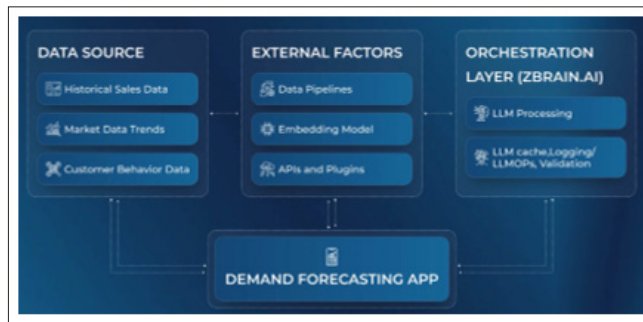 DATA SOURCE
Historical Sales Data
Market Data Trends
Customer Behavior Data
EXTERNAL FACTORS
Data Pipelines
Embedding Model
APIs and Plugins
ORCHESTRATION
LAYER (ZBRAIN.AI)
LLM Processing
LLM cache,Logging/
LLMOPs, Validation
DEMAND FORECASTING APP